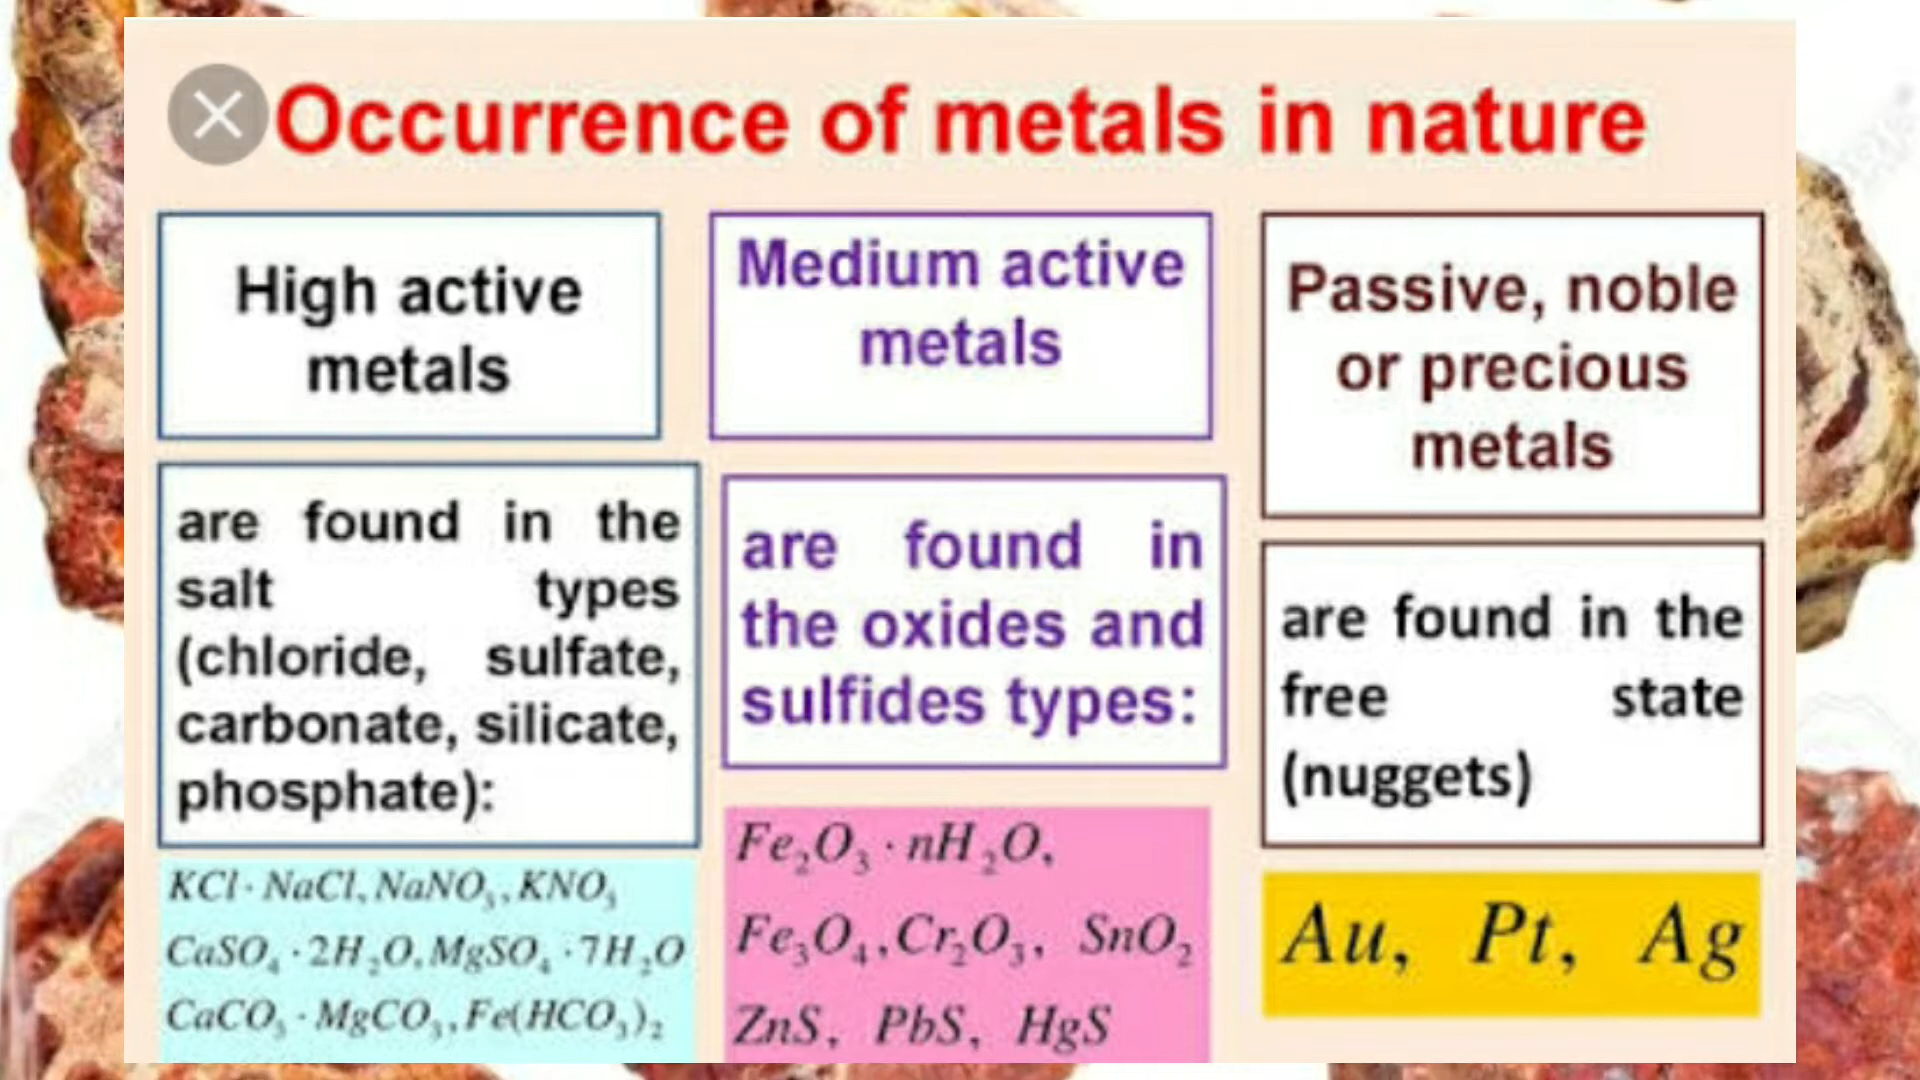 Occurrence of metals in nature
High active
metals
are found in the
salt types
(chloride, sulfate,
carbonate, silicate,
phosphate):
KCl · NaCl, NaNO₃, KNO₃
CaSO₄ · 2H₂O, MgSO₄ · 7H₂O
CaCO₃ · MgCO₃, Fe(HCO₃)₂
Medium active
metals
are found in
the oxides and
sulfides types:
Fe₂O₃ · nH₂O,
Fe₃O₄, Cr₂O₃, SnO₂
ZnS, PbS, HgS
Passive, noble
or precious
metals
are found in the
free state
(nuggets)
Au, Pt, Ag